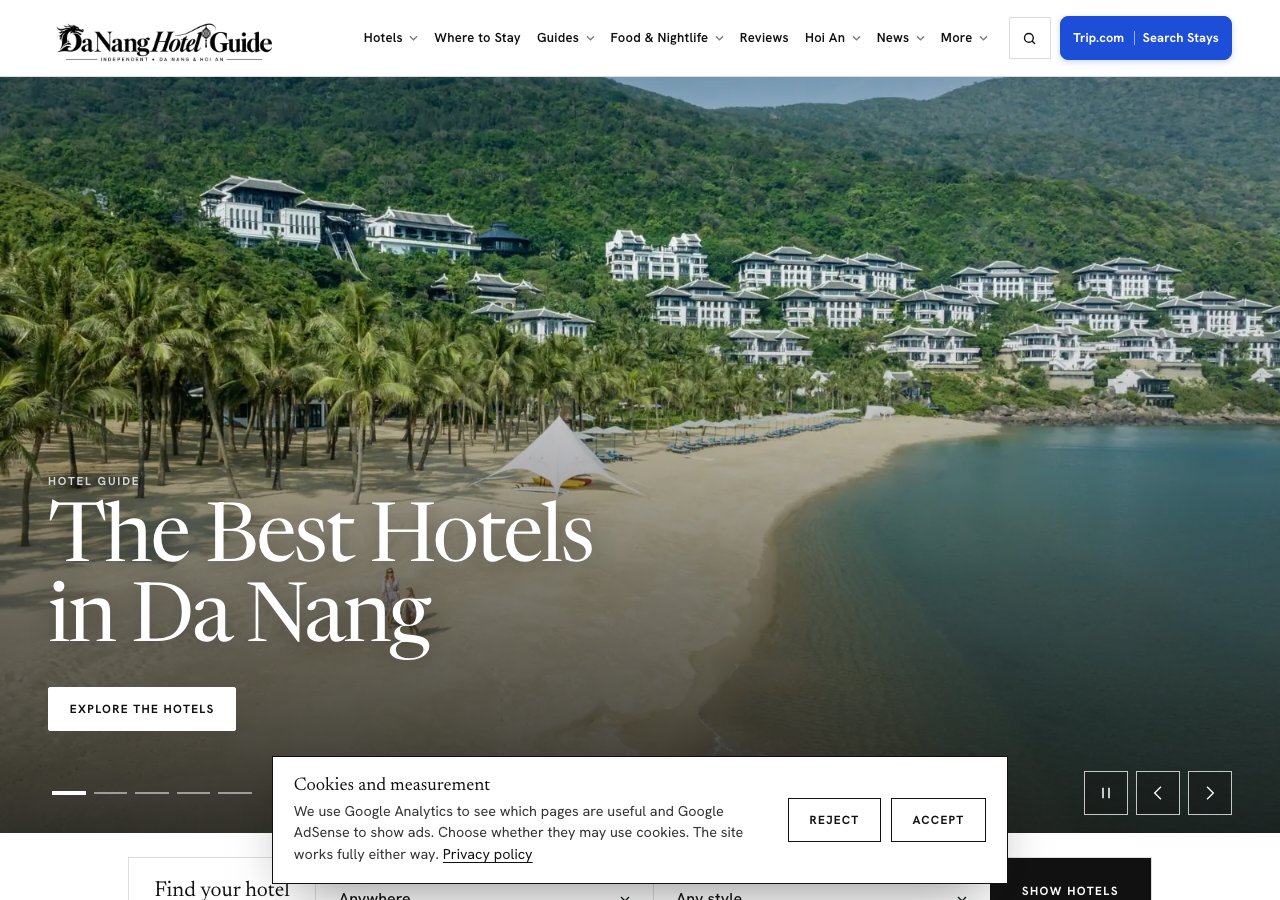 Da Nang Hotel Guide
INDEPENDENT • DA NANG & HOI AN
Hotels
Where to Stay
Guides
Food & Nightlife
Reviews
Hoi An
News
More
Trip.com
Search Stays
HOTEL GUIDE
The Best Hotels
in Da Nang
EXPLORE THE HOTELS
Cookies and measurement
We use Google Analytics to see which pages are useful and Google
AdSense to show ads. Choose whether they may use cookies. The site
works fully either way. Privacy policy
REJECT
ACCEPT
Find your hotel
Anywhere
Any style
SHOW HOTELS